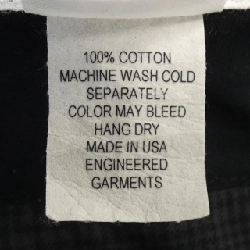 100% COTTON
MACHINE WASH COLD
SEPARATELY
COLOR MAY BLEED
HANG DRY
MADE IN USA
ENGINEERED
GARMENTS